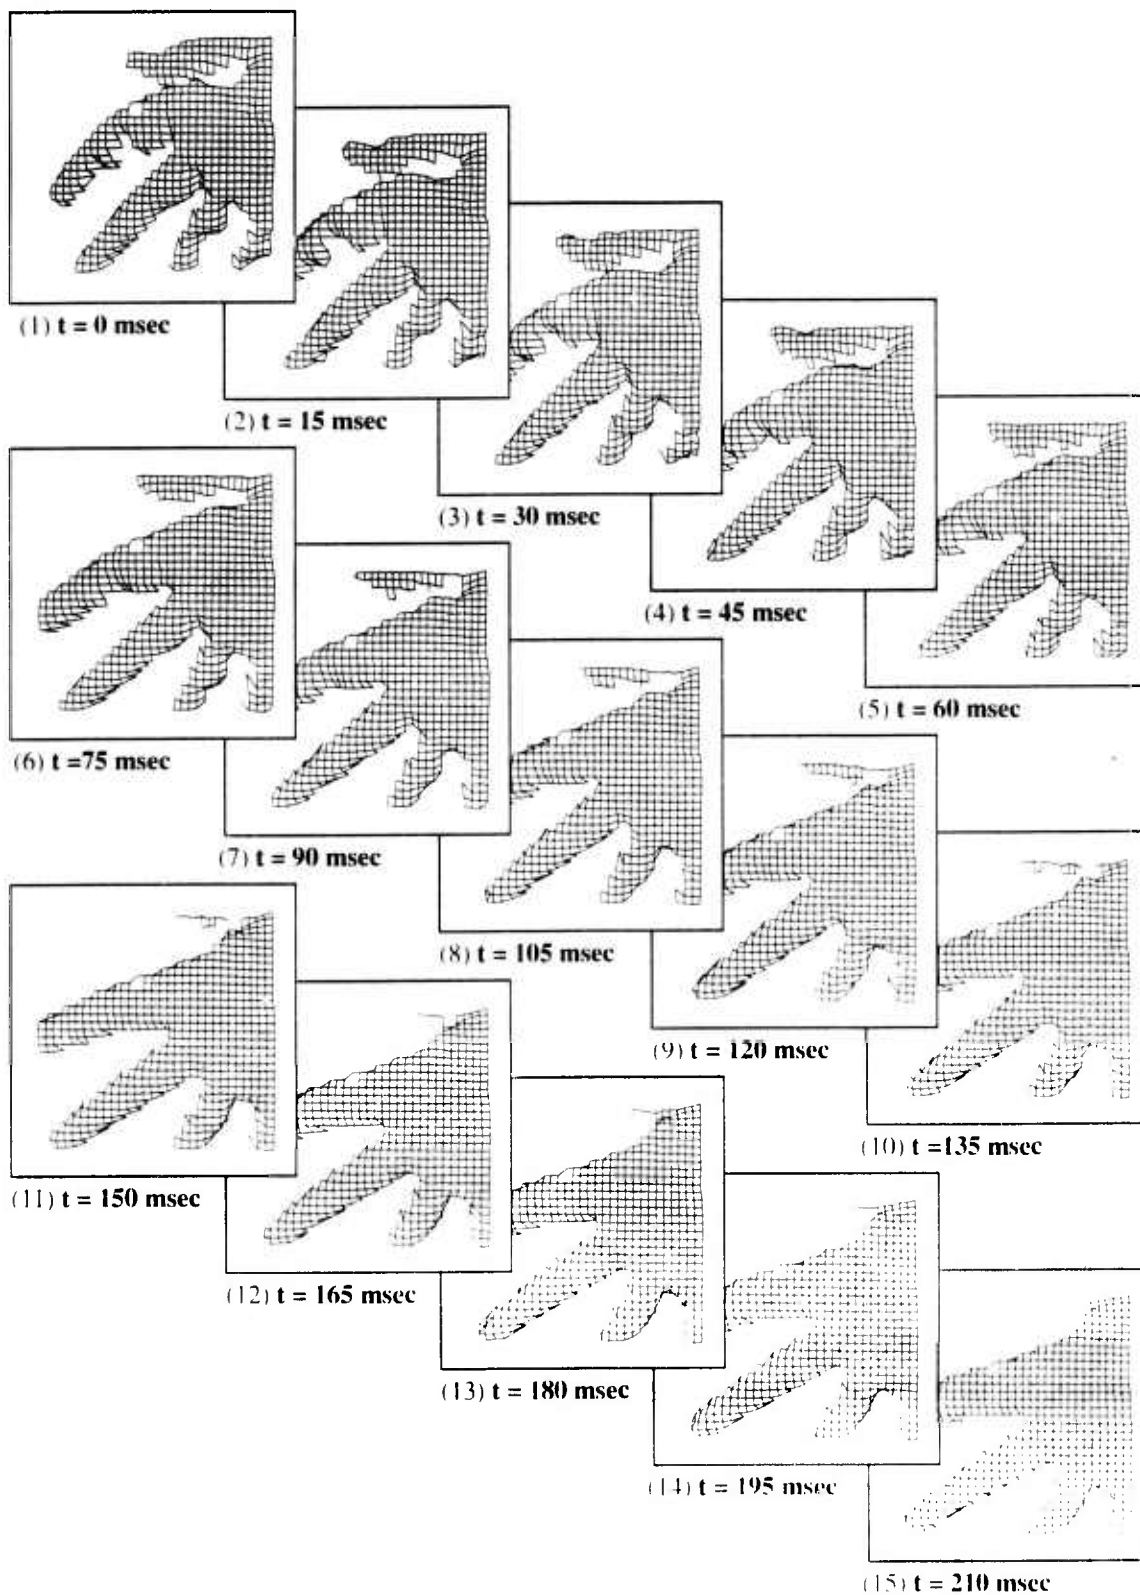 (1) t = 0 msec
(2) t = 15 msec
(3) t = 30 msec
(4) t = 45 msec
(5) t = 60 msec
(6) t =75 msec
(7) t = 90 msec
(8) t = 105 msec
(9) t = 120 msec
(10) t =135 msec
(11) t = 150 msec
(12) t = 165 msec
(13) t = 180 msec
(14) t = 195 msec
(15) t = 210 msec